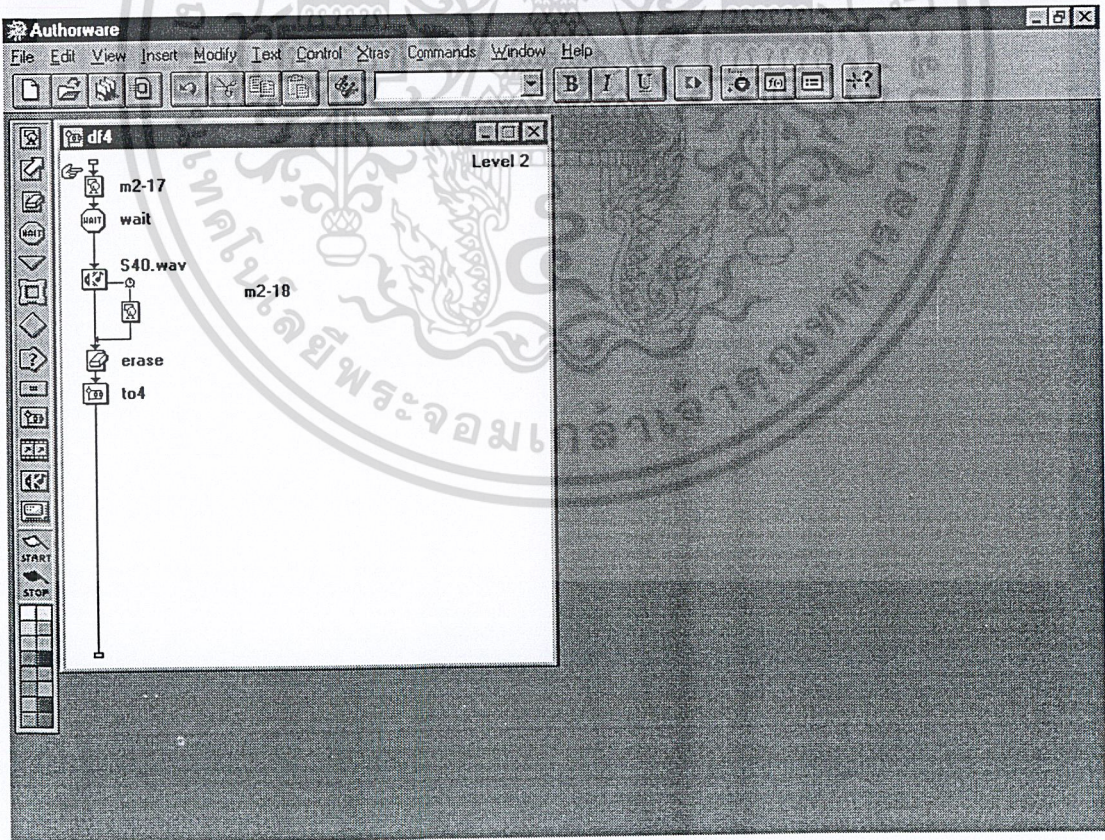 Authorware
File Edit View Insert Modify Text Control Xtras Commands Window Help
B I U
df4
Level 2
m2-17
WAIT wait
S40.wav
m2-18
erase
to4
START
STOP